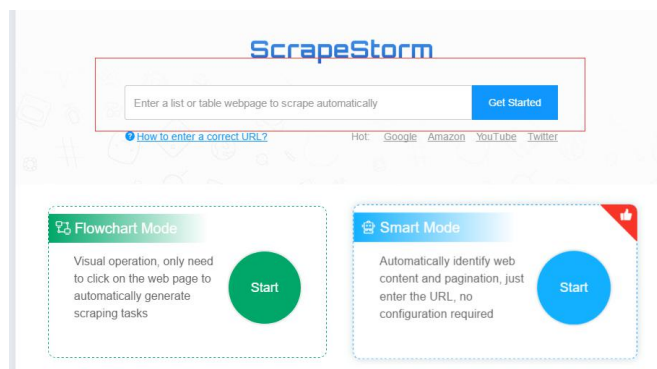 ScrapeStorm
Enter a list or table webpage to scrape automatically
Get Started
How to enter a correct URL?
Hot: Google Amazon YouTube Twitter
Flowchart Mode
Visual operation, only need
to click on the web page to
automatically generate
scraping tasks
Start
Smart Mode
Automatically identify web
content and pagination, just
enter the URL, no
configuration required
Start